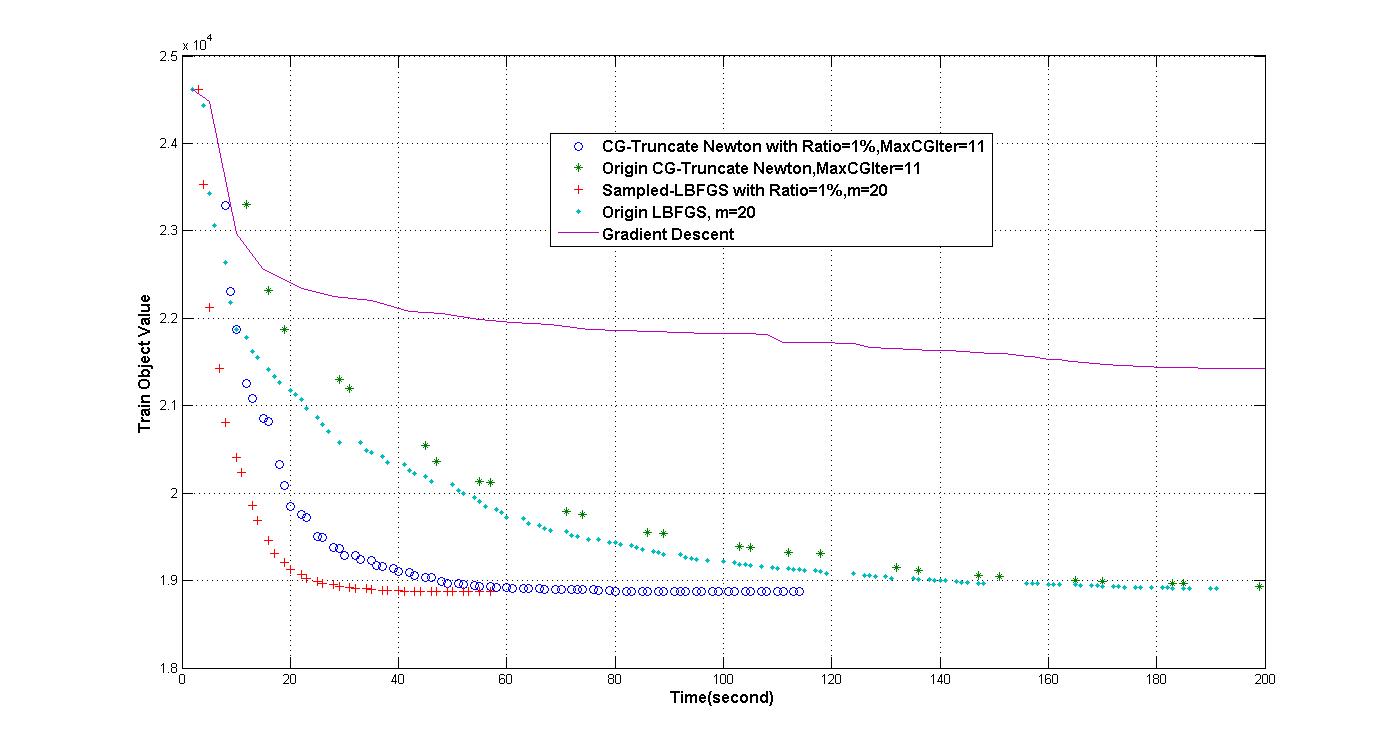 x 10^4
2.5
2.4
2.3
2.2
2.1
2
1.9
1.8
Train Object Value
CG-Truncate Newton with Ratio=1%,MaxCGIter=11
Origin CG-Truncate Newton,MaxCGIter=11
Sampled-LBFGS with Ratio=1%,m=20
Origin LBFGS, m=20
Gradient Descent
0 20 40 60 80 100 120 140 160 180 200
Time(second)